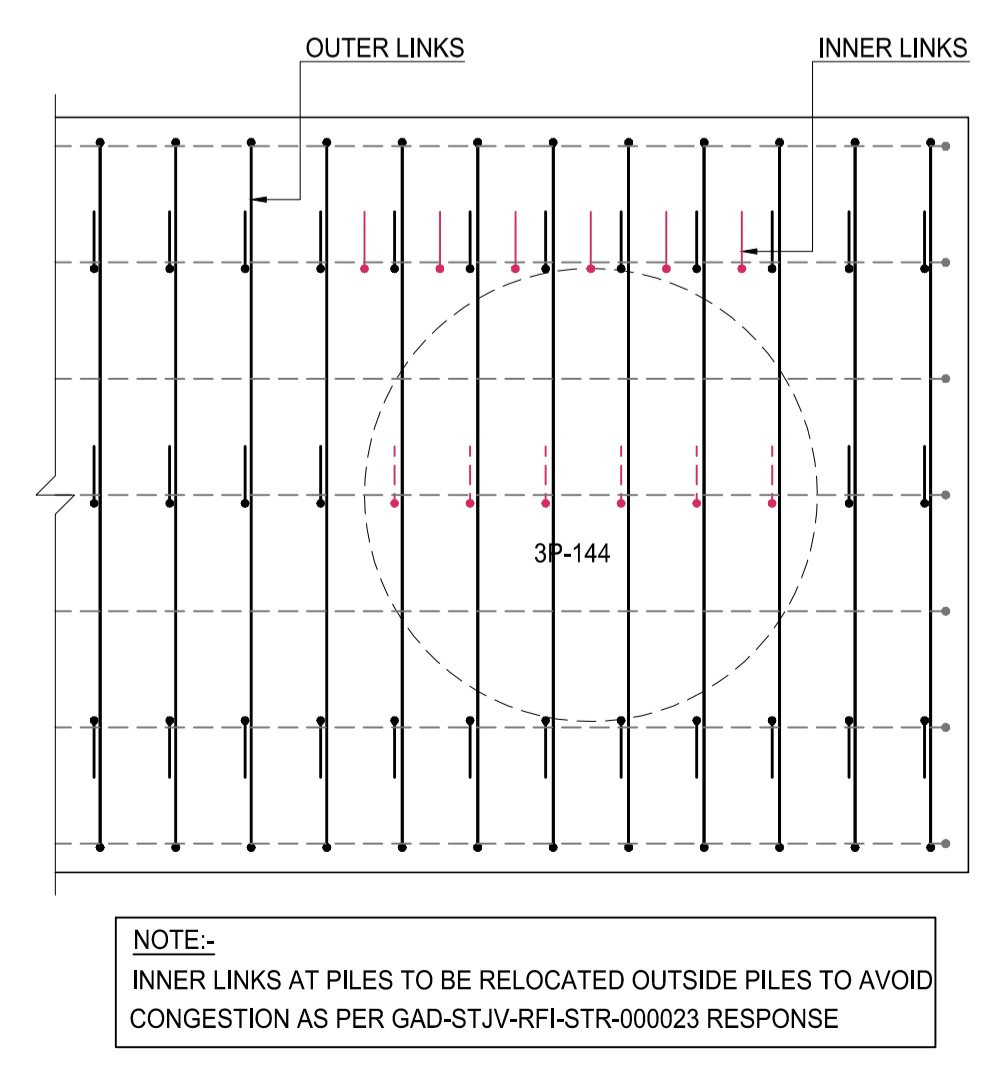 OUTER LINKS
INNER LINKS
3P-144
NOTE:-
INNER LINKS AT PILES TO BE RELOCATED OUTSIDE PILES TO AVOID
CONGESTION AS PER GAD-STJV-RFI-STR-000023 RESPONSE